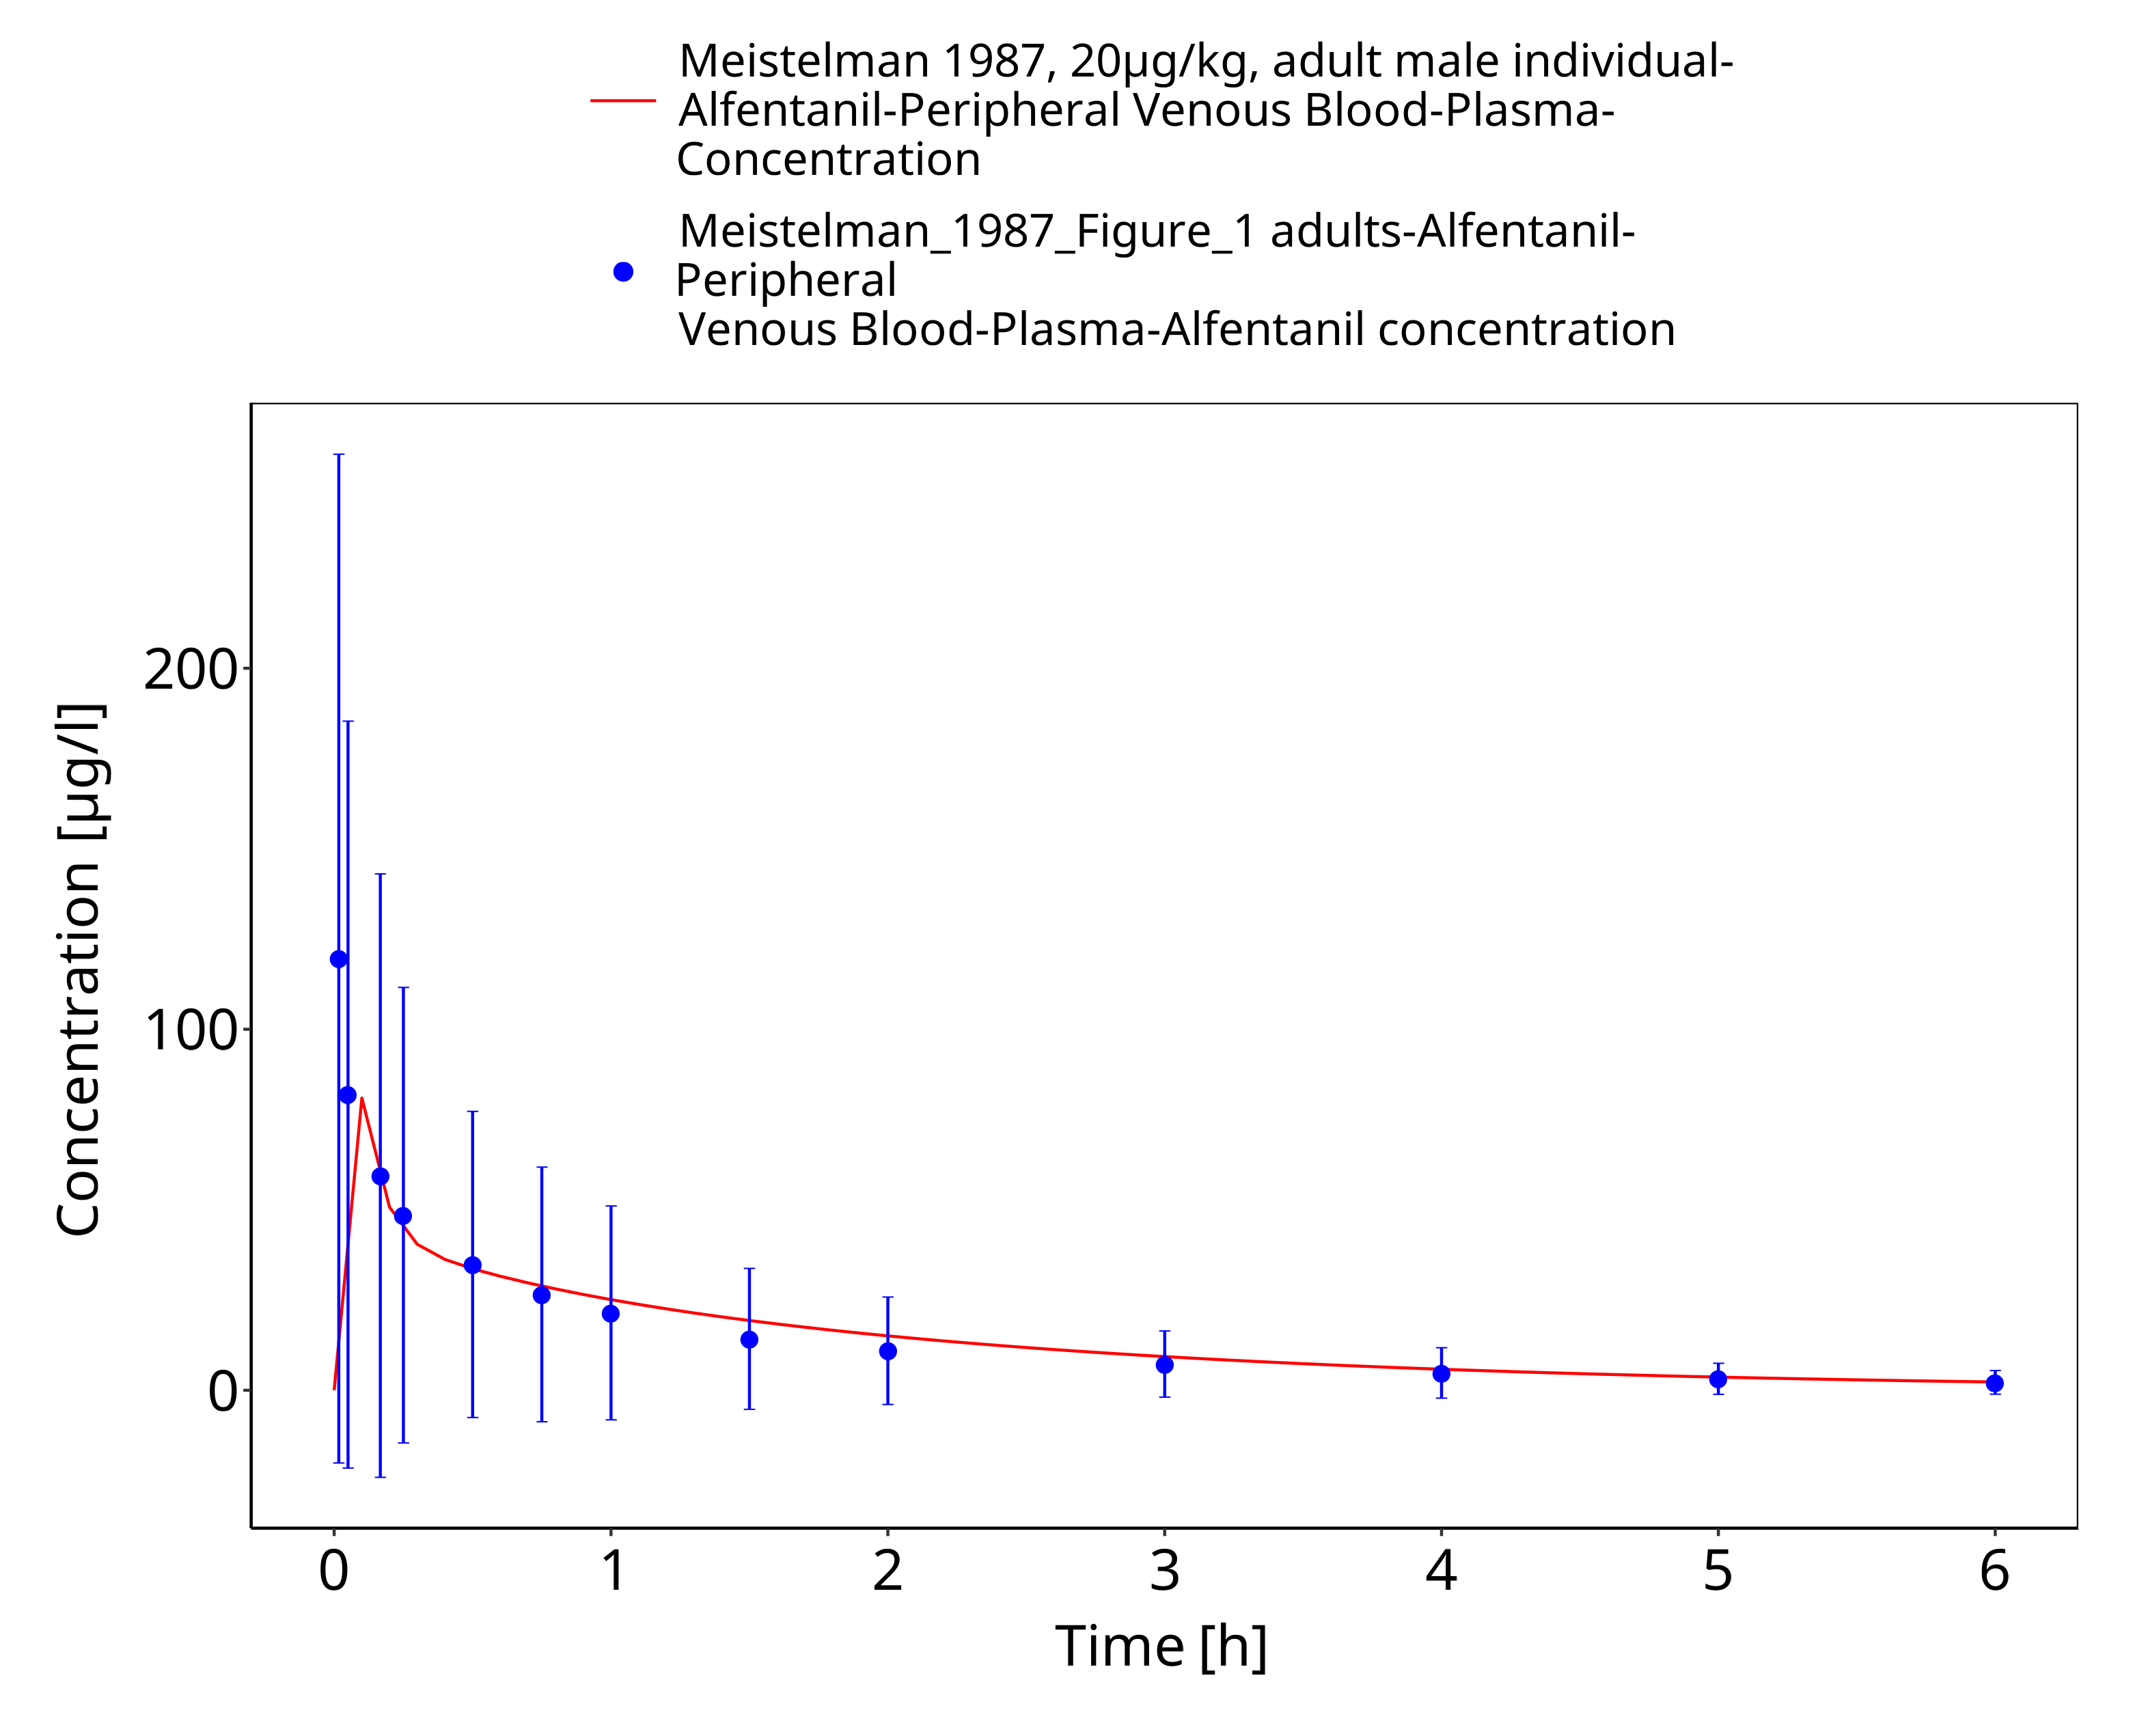 Meistelman 1987, 20µg/kg, adult male individual-
Alfentanil-Peripheral Venous Blood-Plasma-
Concentration
Meistelman_1987_Figure_1 adults-Alfentanil-
Peripheral
Venous Blood-Plasma-Alfentanil concentration
Concentration [µg/l]
200
100
0
0 1 2 3 4 5 6
Time [h]